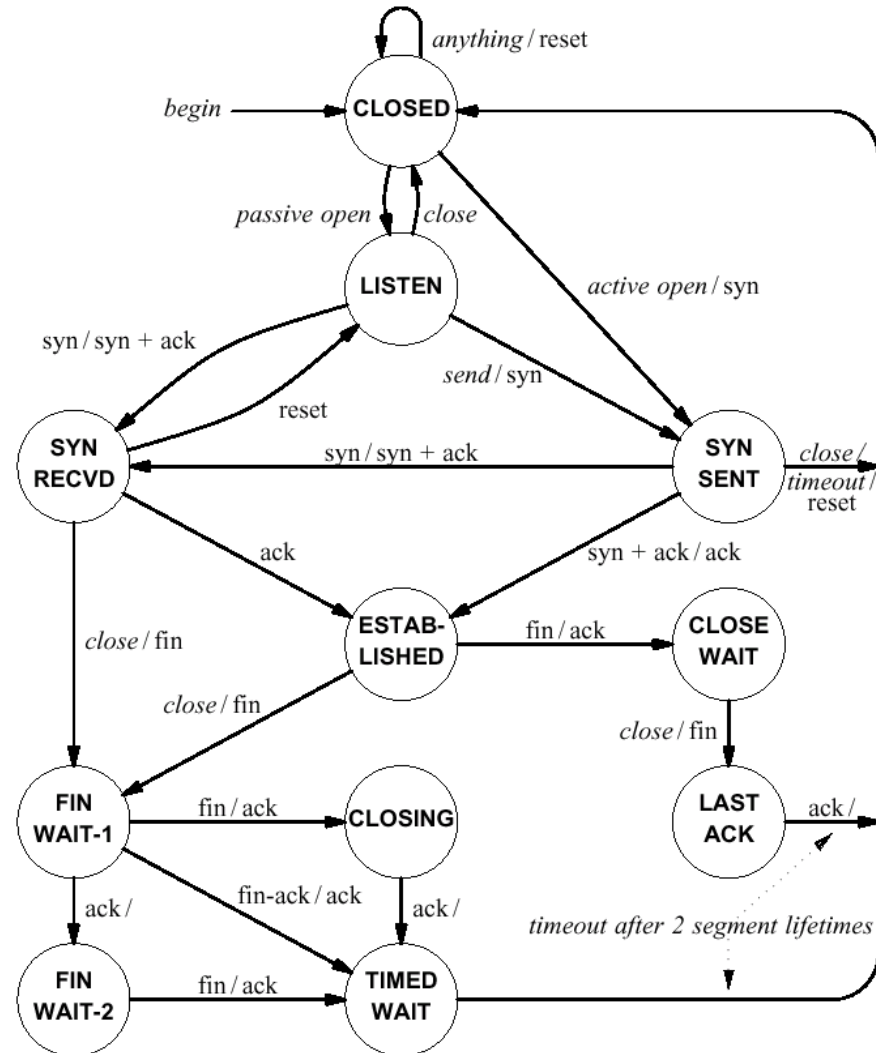 anything / reset
begin
CLOSED
passive open
close
LISTEN
active open / syn
syn / syn + ack
send / syn
reset
SYN
RECVD
syn / syn + ack
SYN
SENT
close /
timeout /
reset
ack
syn + ack / ack
close / fin
ESTAB-
LISHED
fin / ack
CLOSE
WAIT
close / fin
close / fin
FIN
WAIT-1
fin / ack
CLOSING
LAST
ACK
ack /
ack /
fin-ack / ack
ack /
timeout after 2 segment lifetimes
FIN
WAIT-2
fin / ack
TIMED
WAIT